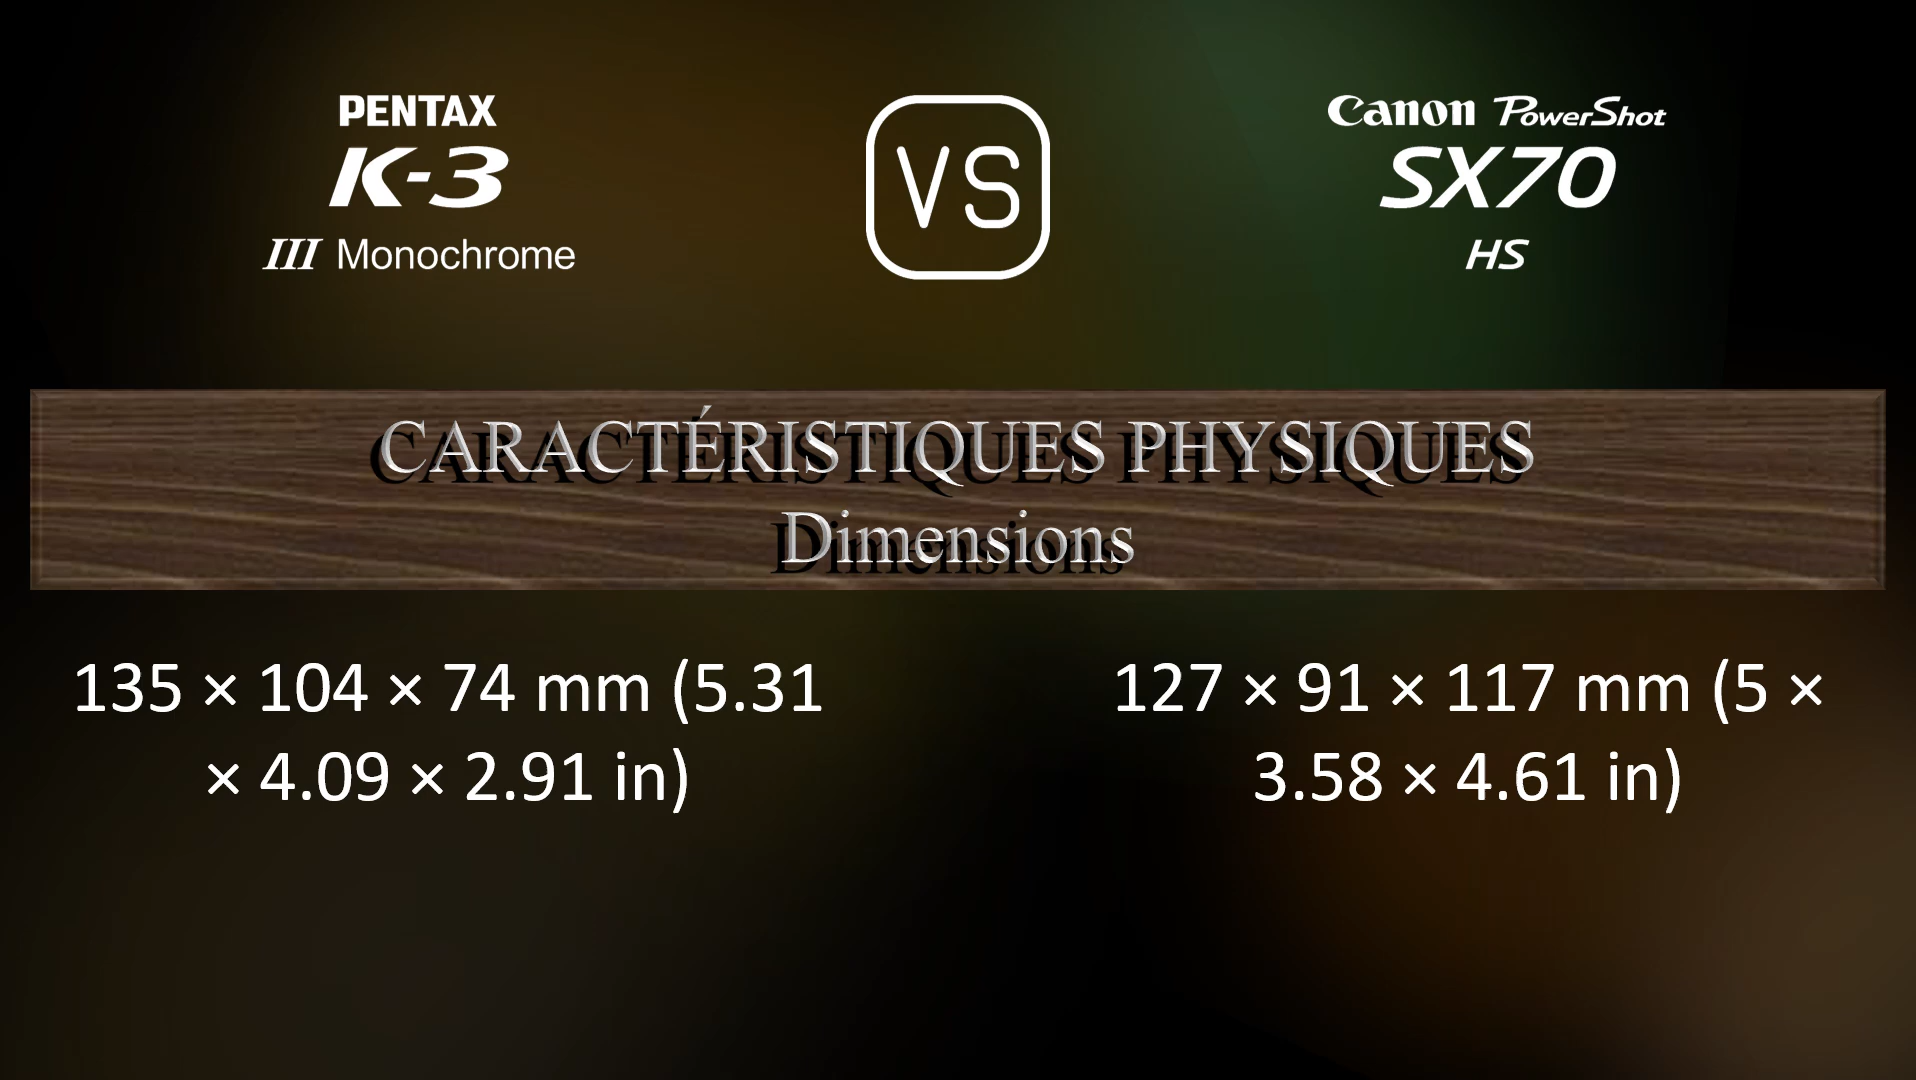 PENTAX
K-3
III Monochrome
VS
Canon PowerShot
SX70
HS
CARACTÉRISTIQUES PHYSIQUES
Dimensions
135 × 104 × 74 mm (5.31
× 4.09 × 2.91 in)
127 × 91 × 117 mm (5 ×
3.58 × 4.61 in)